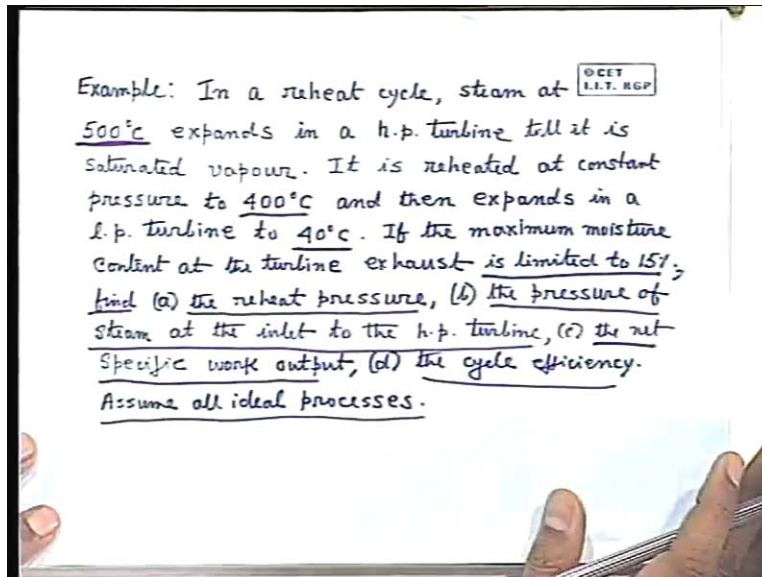 © CET
I.I.T. KGP
Example: In a reheat cycle, steam at
500°C expands in a h.p. turbine till it is
saturated vapour. It is reheated at constant
pressure to 400°C and then expands in a
l.p. turbine to 40°C. If the maximum moisture
content at the turbine exhaust is limited to 15%,
find (a) the reheat pressure, (b) the pressure of
steam at the inlet to the h.p. turbine, (c) the net
specific work output, (d) the cycle efficiency.
Assume all ideal processes.